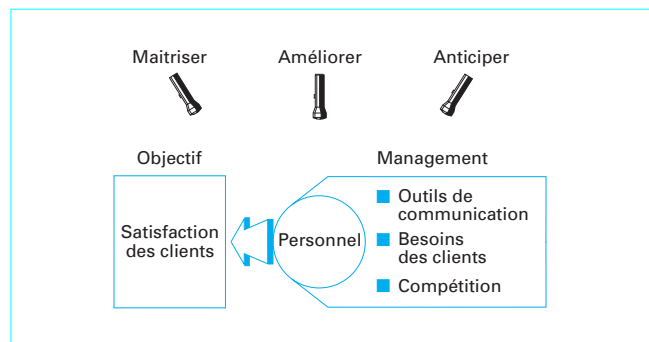 Maitriser Améliorer Anticiper
Objectif Management
Satisfaction
des clients
Personnel
Outils de
communication
Besoins
des clients
Compétition